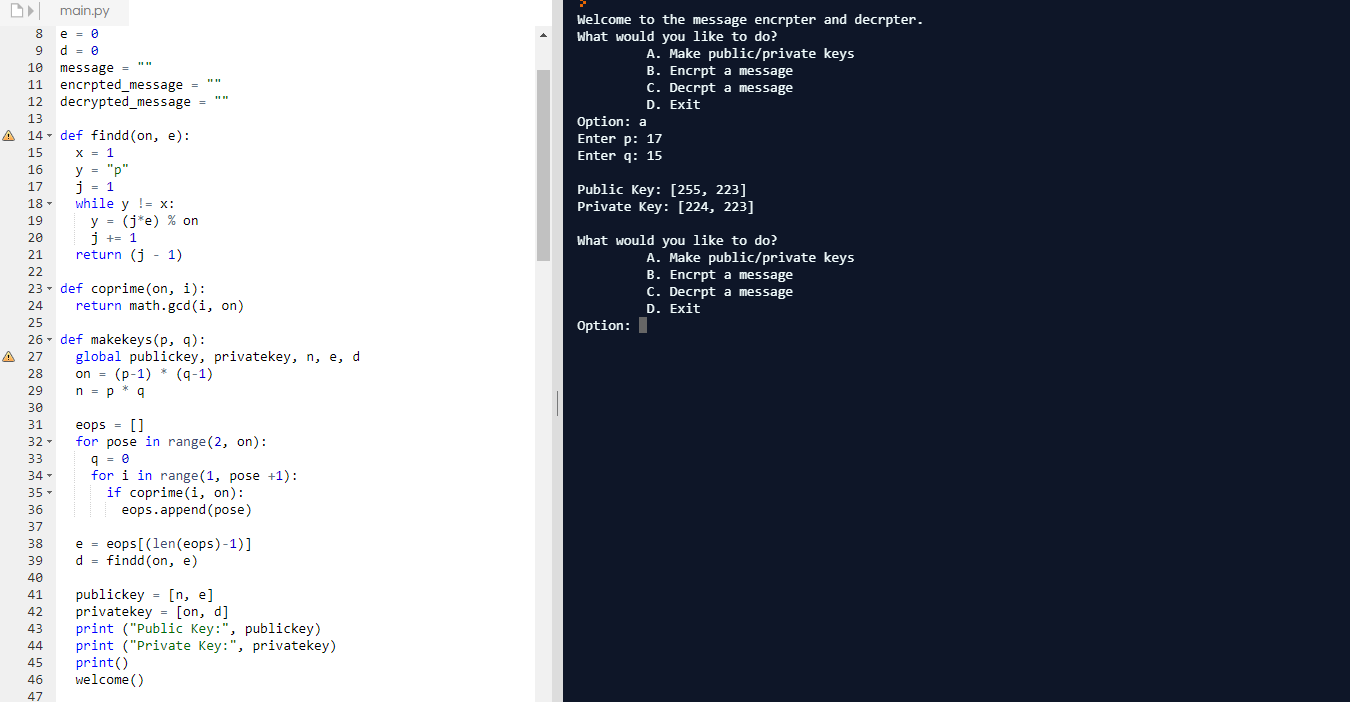 main.py
8 e = 0
9 d = 0
10 message = ""
11 encrpted_message = ""
12 decrypted_message = ""
13
14 def findd(on, e):
15 x = 1
16 y = "p"
17 j = 1
18 while y != x:
19 y = (j*e) % on
20 j += 1
21 return (j - 1)
22
23 def coprime(on, i):
24 return math.gcd(i, on)
25
26 def makekeys(p, q):
27 global publickey, privatekey, n, e, d
28 on = (p-1) * (q-1)
29 n = p * q
30
31 eops = []
32 for pose in range(2, on):
33 q = 0
34 for i in range(1, pose +1):
35 if coprime(i, on):
36 eops.append(pose)
37
38 e = eops[(len(eops)-1)]
39 d = findd(on, e)
40
41 publickey = [n, e]
42 privatekey = [on, d]
43 print ("Public Key:", publickey)
44 print ("Private Key:", privatekey)
45 print()
46 welcome()
47
Welcome to the message encrpter and decrpter.
What would you like to do?
A. Make public/private keys
B. Encrpt a message
C. Decrpt a message
D. Exit
Option: a
Enter p: 17
Enter q: 15
Public Key: [255, 223]
Private Key: [224, 223]
What would you like to do?
A. Make public/private keys
B. Encrpt a message
C. Decrpt a message
D. Exit
Option: